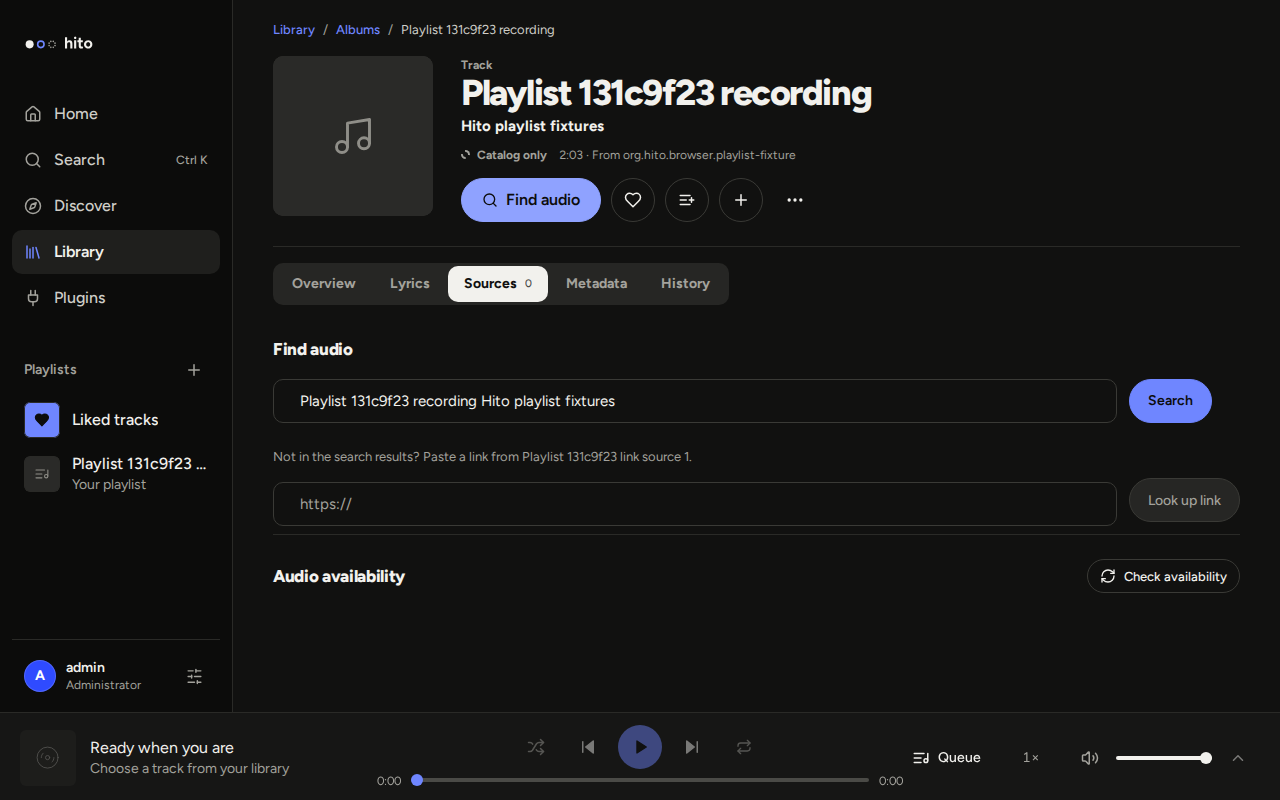 hito
Home
Search Ctrl K
Discover
Library
Plugins
Playlists
Liked tracks
Playlist 131c9f23 ...
Your playlist
admin
Administrator
A
Library / Albums / Playlist 131c9f23 recording
Track
Playlist 131c9f23 recording
Hito playlist fixtures
Catalog only 2:03 · From org.hito.browser.playlist-fixture
Find audio
Overview Lyrics Sources 0 Metadata History
Find audio
Playlist 131c9f23 recording Hito playlist fixtures Search
Not in the search results? Paste a link from Playlist 131c9f23 link source 1.
https:// Look up link
Audio availability Check availability
Ready when you are
Choose a track from your library
0:00 0:00
Queue 1×